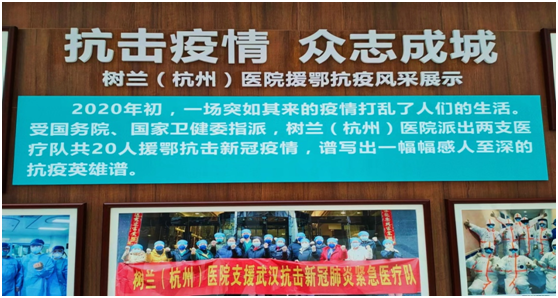 抗击疫情 众志成城
树兰（杭州）医院援鄂抗疫风采展示
2020年初，一场突如其来的疫情打乱了人们的生活。
受国务院、国家卫健委指派，树兰（杭州）医院派出两支医
疗队共20人援鄂抗击新冠疫情，谱写出一幅幅感人至深的
抗疫英雄谱。
树兰（杭州）医院支援武汉抗击新冠肺炎紧急医疗队